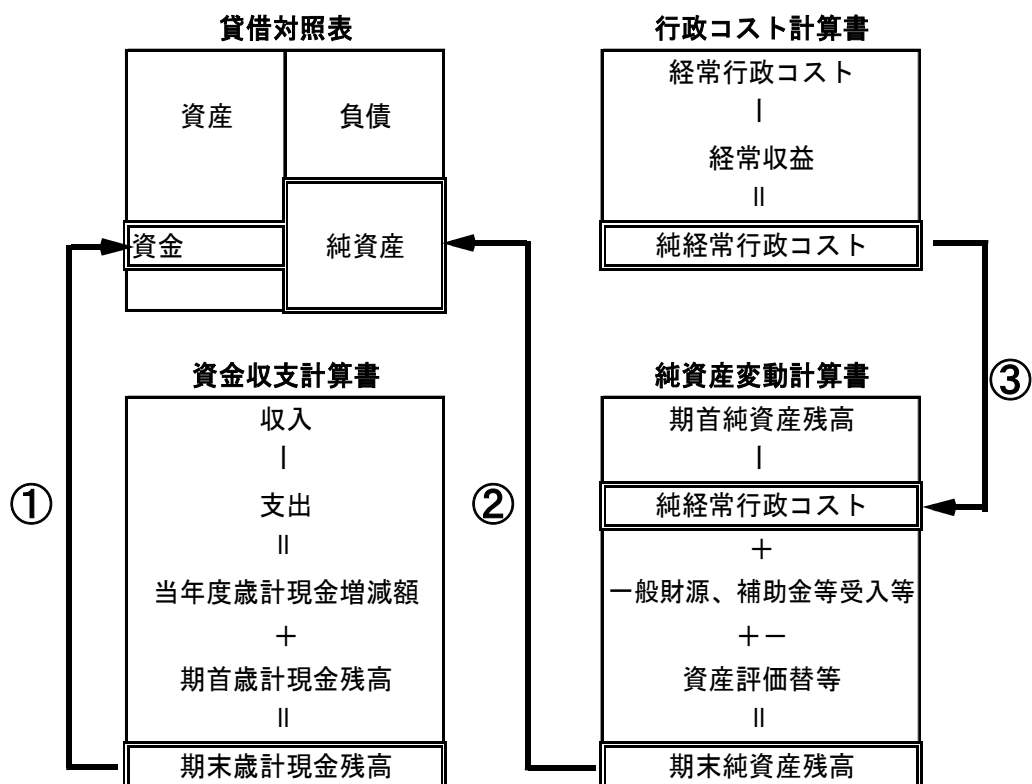 貸借対照表
資産
負債
資金
純資産
行政コスト計算書
経常行政コスト
－
経常収益
＝
純経常行政コスト
資金収支計算書
収入
－
支出
＝
当年度歳計現金増減額
＋
期首歳計現金残高
＝
期末歳計現金残高
純資産変動計算書
期首純資産残高
－
純経常行政コスト
＋
一般財源、補助金等受入等
＋－
資産評価替等
＝
期末純資産残高
①
②
③